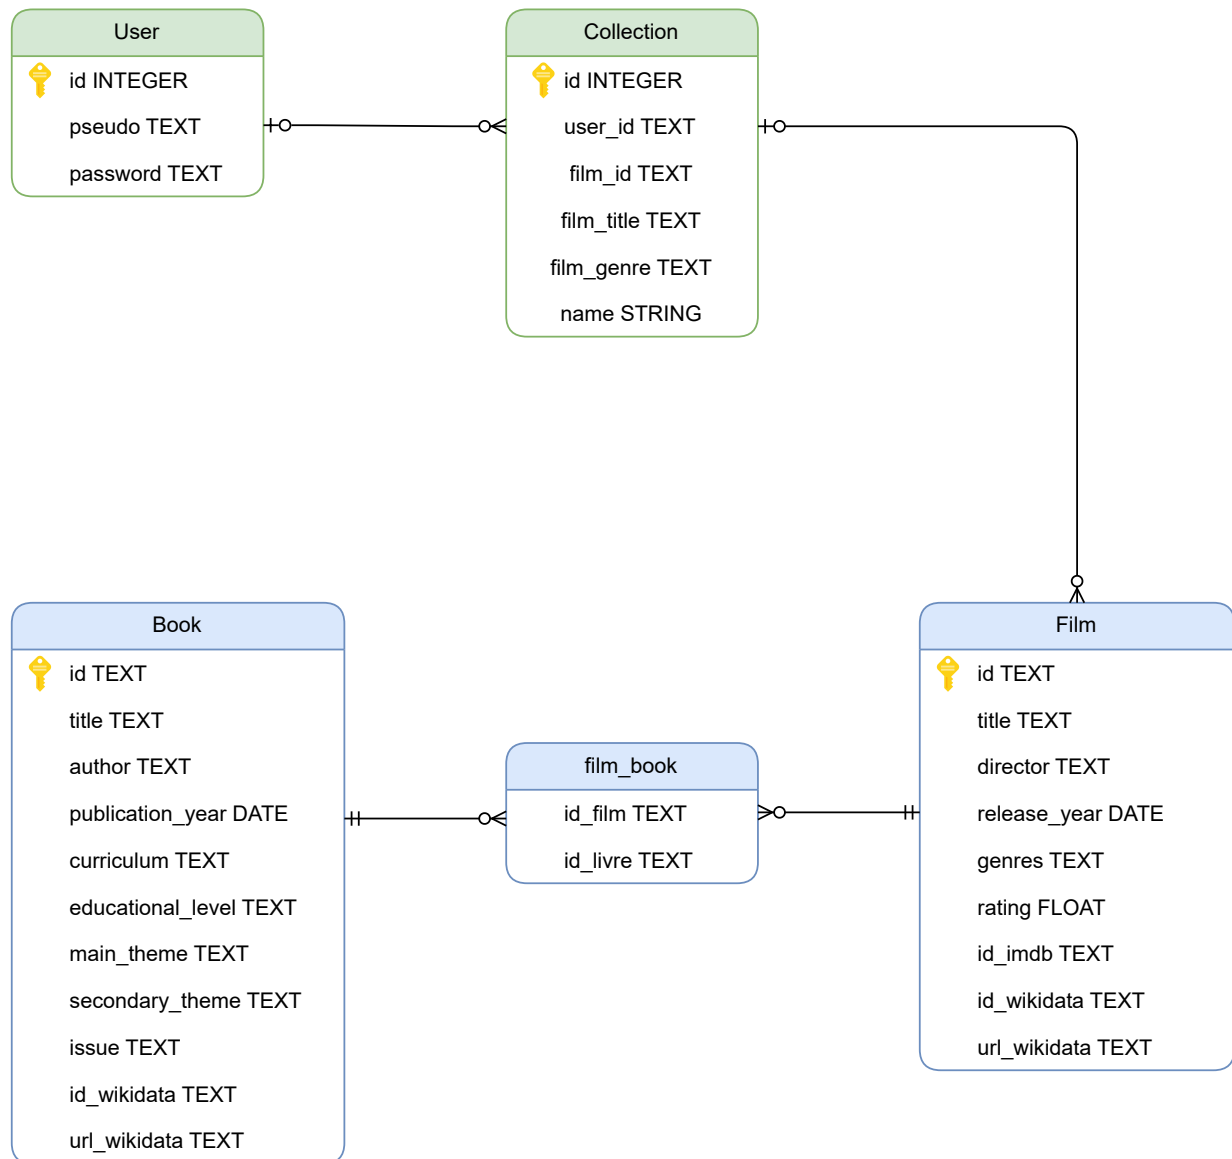 User
id INTEGER
pseudo TEXT
password TEXT
Collection
id INTEGER
user_id TEXT
film_id TEXT
film_title TEXT
film_genre TEXT
name STRING
Book
id TEXT
title TEXT
author TEXT
publication_year DATE
curriculum TEXT
educational_level TEXT
main_theme TEXT
secondary_theme TEXT
issue TEXT
id_wikidata TEXT
url_wikidata TEXT
film_book
id_film TEXT
id_livre TEXT
Film
id TEXT
title TEXT
director TEXT
release_year DATE
genres TEXT
rating FLOAT
id_imdb TEXT
id_wikidata TEXT
url_wikidata TEXT